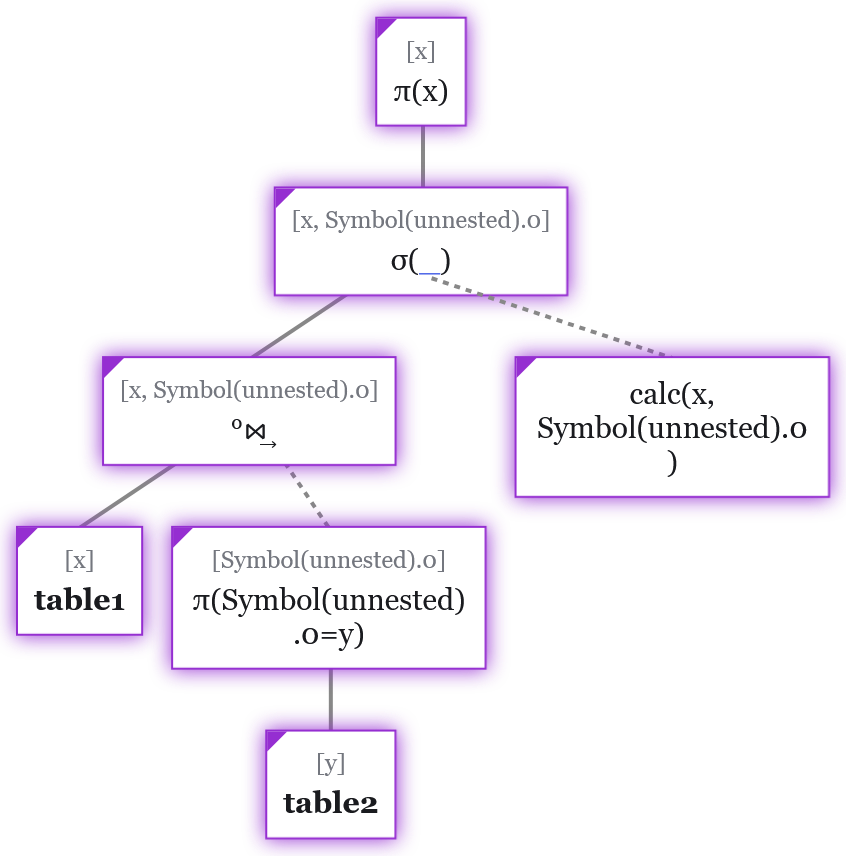 [x]
π(x)
[x, Symbol(unnested).0]
σ(_)
[x, Symbol(unnested).0]
°⋈→
calc(x,
Symbol(unnested).0
)
[x]
table1
[Symbol(unnested).0]
π(Symbol(unnested)
.0=y)
[y]
table2